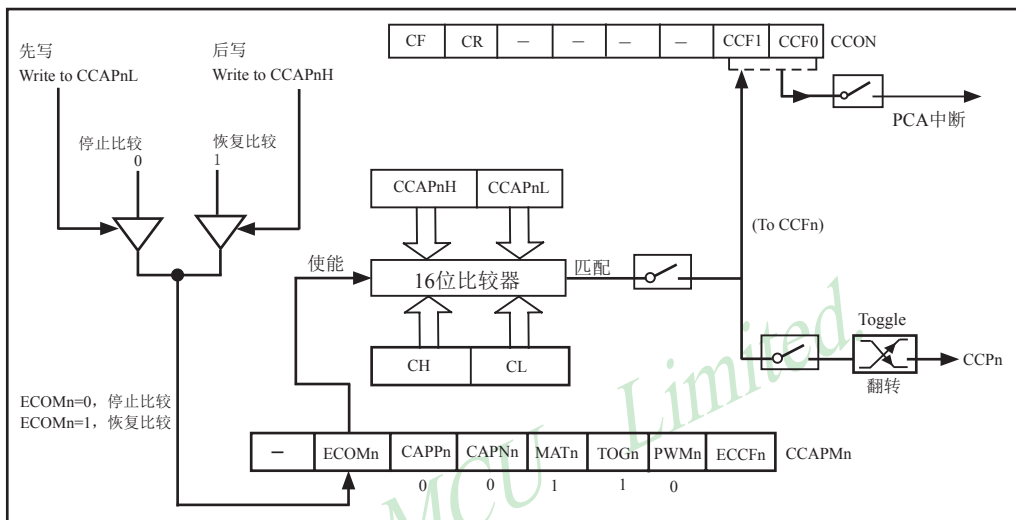 先写
Write to CCAPnL
后写
Write to CCAPnH
CF CR — — — — CCF1 CCF0 CCON
PCA中断
停止比较
0
恢复比较
1
CCAPnH CCAPnL
(To CCFn)
使能
16位比较器
匹配
CH CL
Toggle
CCPn
翻转
ECOMn=0，停止比较
ECOMn=1，恢复比较
— ECOMn CAPPn CAPNn MATn TOGn PWMn ECCFn CCAPMn
0 0 1 1 0
MCU Limited.